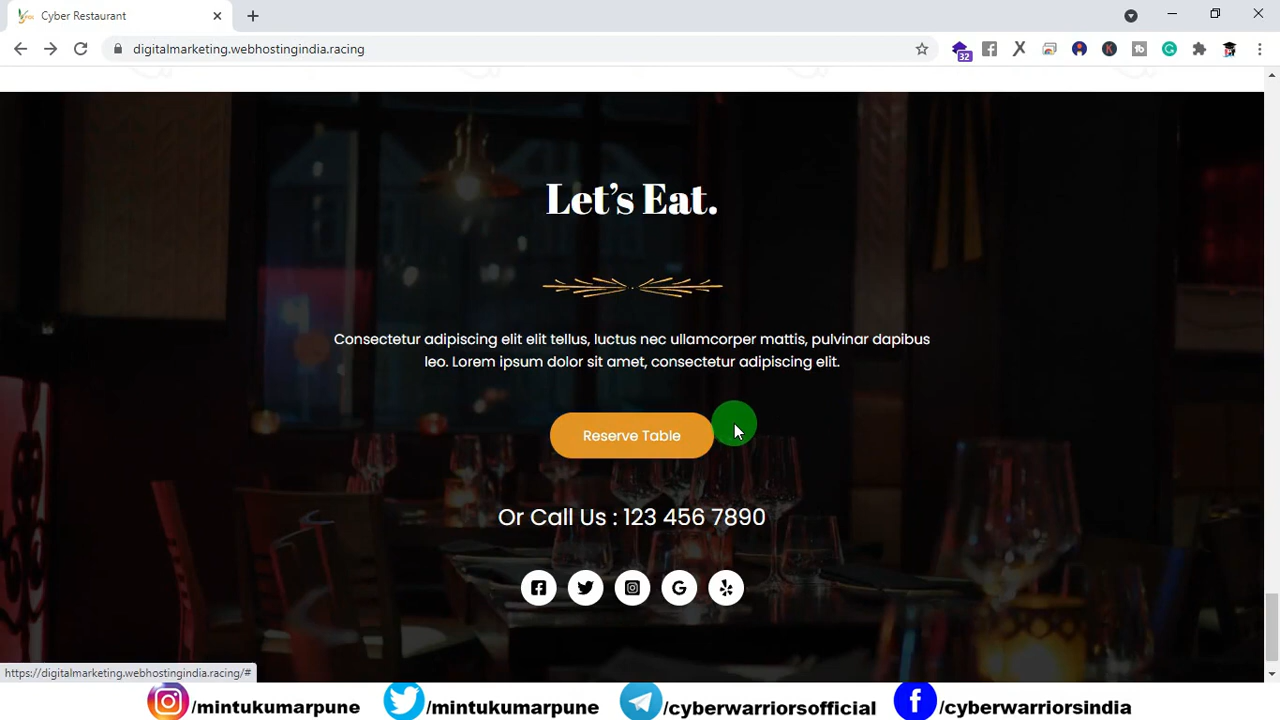 Cyber Restaurant
digitalmarketing.webhostingindia.racing
32
Let's Eat.
Consectetur adipiscing elit elit tellus, luctus nec ullamcorper mattis, pulvinar dapibus
leo. Lorem ipsum dolor sit amet, consectetur adipiscing elit.
Reserve Table
Or Call Us : 123 456 7890
https://digitalmarketing.webhostingindia.racing/#
/mintukumarpune /mintukumarpune /cyberwarriorsofficial /cyberwarriorsindia